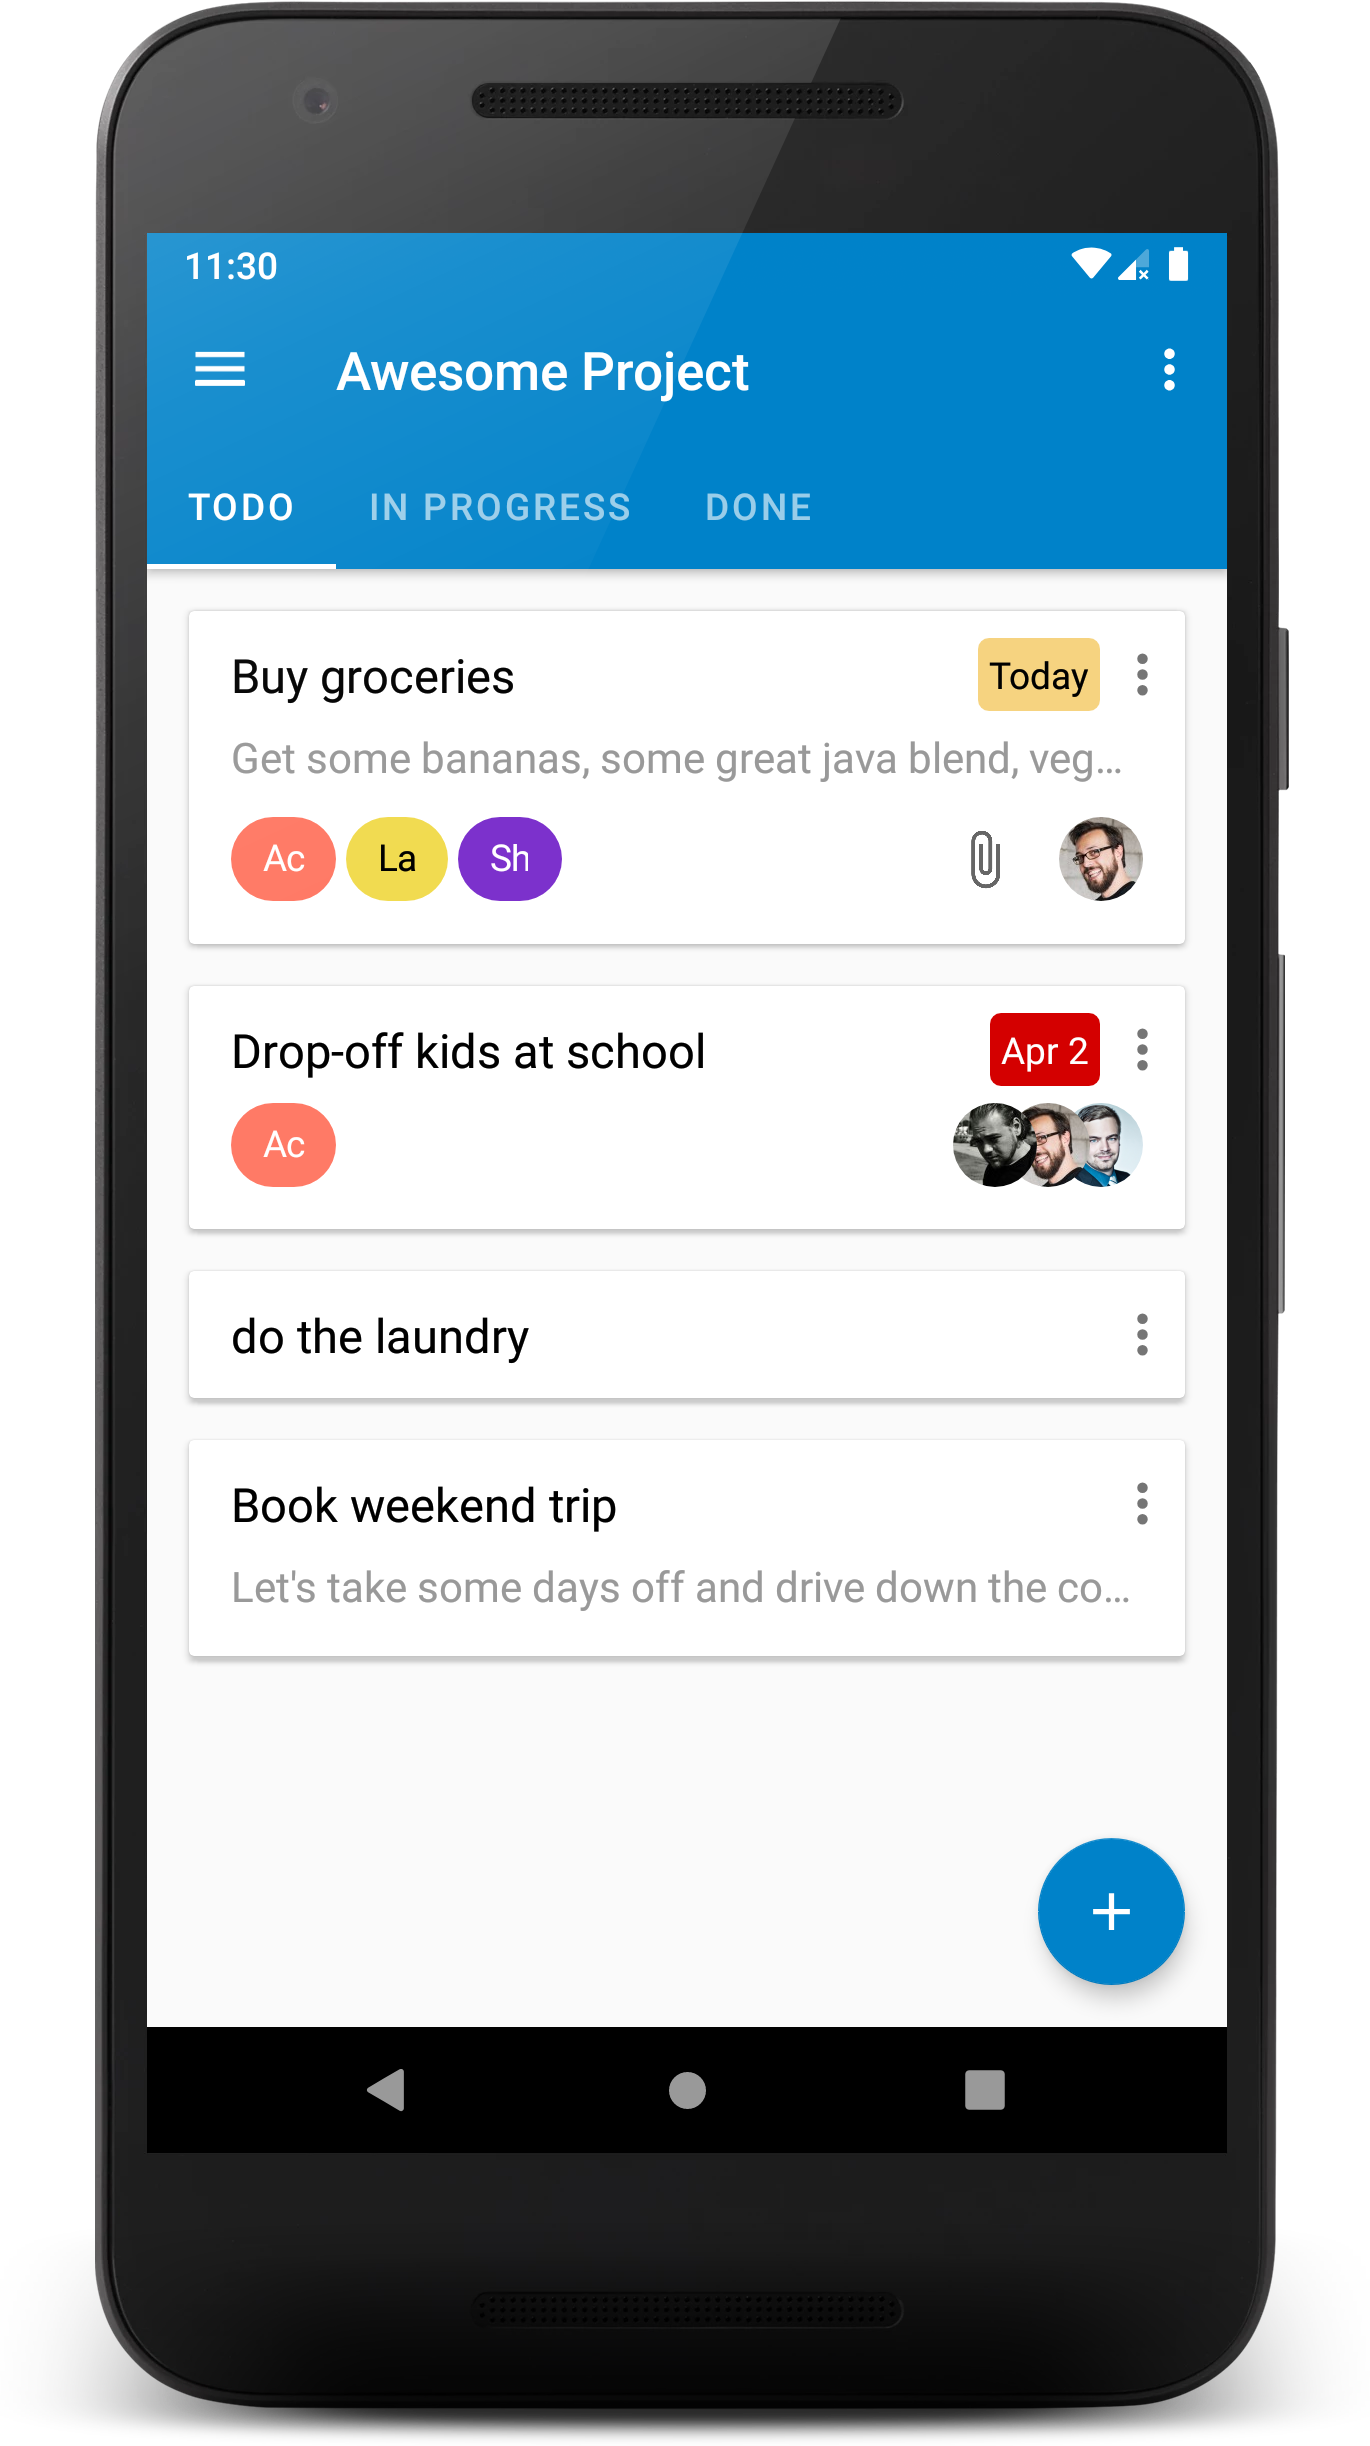 11:30
Awesome Project
TODO IN PROGRESS DONE
Buy groceries Today
Get some bananas, some great java blend, veg...
Ac La Sh
Drop-off kids at school Apr 2
Ac
do the laundry
Book weekend trip
Let's take some days off and drive down the co...